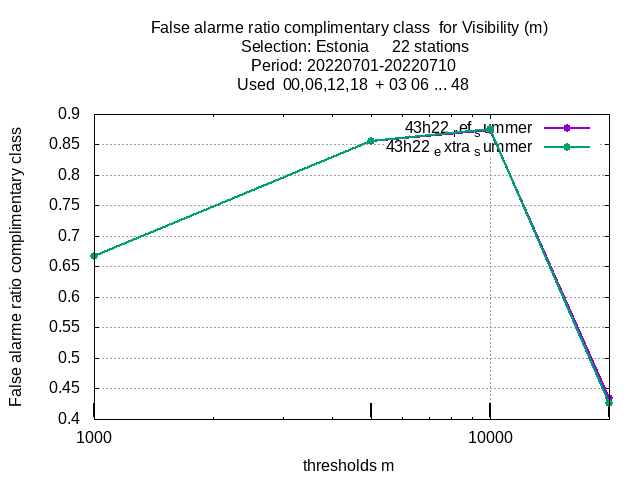 False alarme ratio complimentary class  for Visibility (m)
Selection: Estonia     22 stations
Period: 20220701-20220710
Used  00,06,12,18  + 03 06 ... 48
False alarme ratio complimentary class
0.9
0.85
0.8
0.75
0.7
0.65
0.6
0.55
0.5
0.45
0.4
43h22_ref_summer
43h22_extra_summer
1000
10000
thresholds m